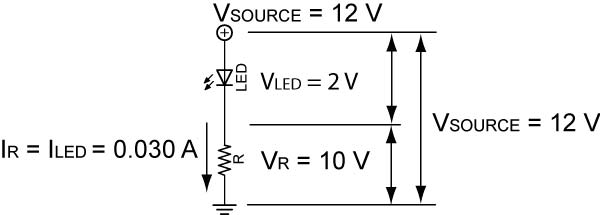 VSOURCE = 12 V
LED
VLED = 2 V
VSOURCE = 12 V
IR = ILED = 0.030 A
R
VR = 10 V